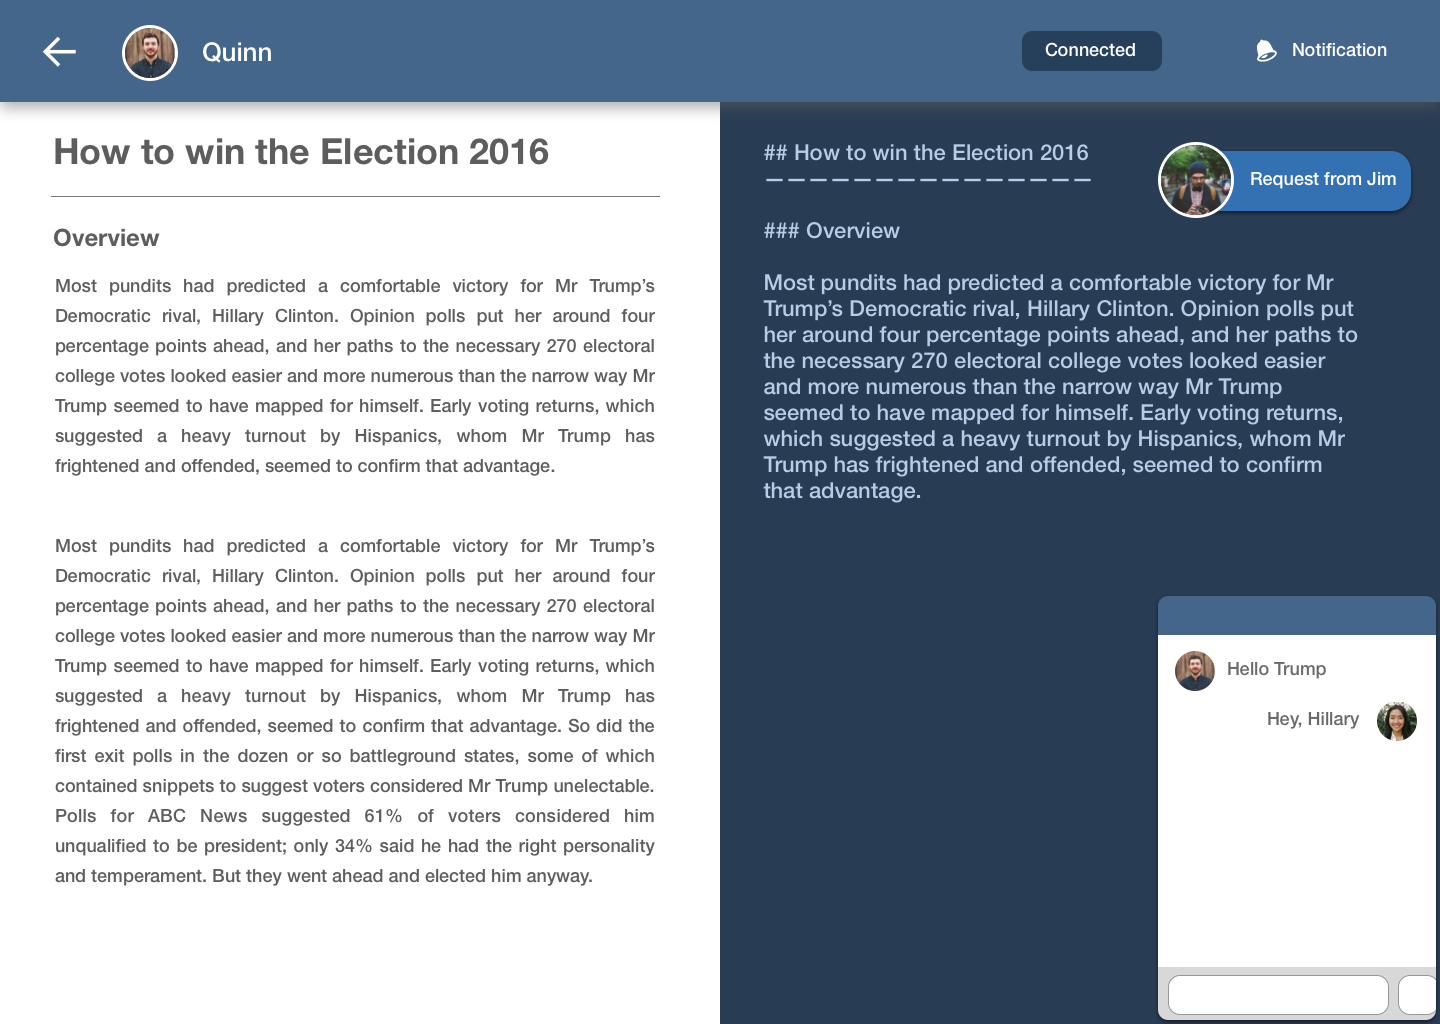 Quinn
Connected
Notification
How to win the Election 2016
Overview
Most pundits had predicted a comfortable victory for Mr Trump’s
Democratic rival, Hillary Clinton. Opinion polls put her around four
percentage points ahead, and her paths to the necessary 270 electoral
college votes looked easier and more numerous than the narrow way Mr
Trump seemed to have mapped for himself. Early voting returns, which
suggested a heavy turnout by Hispanics, whom Mr Trump has
frightened and offended, seemed to confirm that advantage.
Most pundits had predicted a comfortable victory for Mr Trump’s
Democratic rival, Hillary Clinton. Opinion polls put her around four
percentage points ahead, and her paths to the necessary 270 electoral
college votes looked easier and more numerous than the narrow way Mr
Trump seemed to have mapped for himself. Early voting returns, which
suggested a heavy turnout by Hispanics, whom Mr Trump has
frightened and offended, seemed to confirm that advantage. So did the
first exit polls in the dozen or so battleground states, some of which
contained snippets to suggest voters considered Mr Trump unelectable.
Polls for ABC News suggested 61% of voters considered him
unqualified to be president; only 34% said he had the right personality
and temperament. But they went ahead and elected him anyway.
## How to win the Election 2016
— — — — — — — — — — — — — — —
### Overview
Most pundits had predicted a comfortable victory for Mr
Trump’s Democratic rival, Hillary Clinton. Opinion polls put
her around four percentage points ahead, and her paths to
the necessary 270 electoral college votes looked easier
and more numerous than the narrow way Mr Trump
seemed to have mapped for himself. Early voting returns,
which suggested a heavy turnout by Hispanics, whom Mr
Trump has frightened and offended, seemed to confirm
that advantage.
Request from Jim
Hello Trump
Hey, Hillary